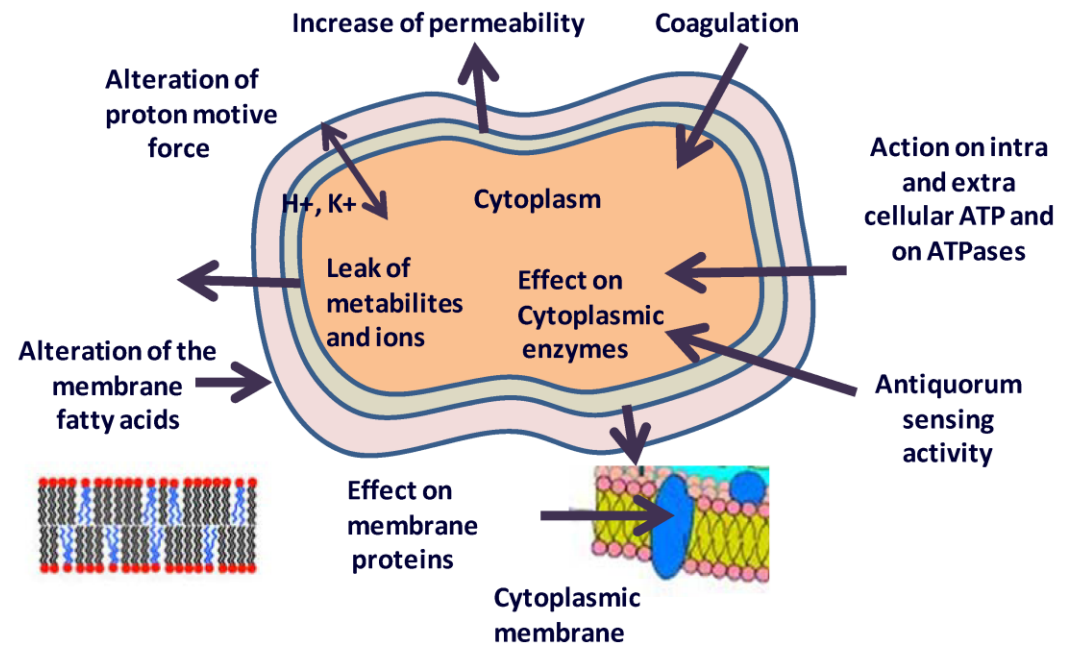 Increase of permeability
Coagulation
Alteration of
proton motive
force
Action on intra
and extra
cellular ATP and
on ATPases
H+, K+
Cytoplasm
Leak of
metabilites
and ions
Effect on
Cytoplasmic
enzymes
Alteration of the
membrane
fatty acids
Antiquorum
sensing
activity
Effect on
membrane
proteins
Cytoplasmic
membrane